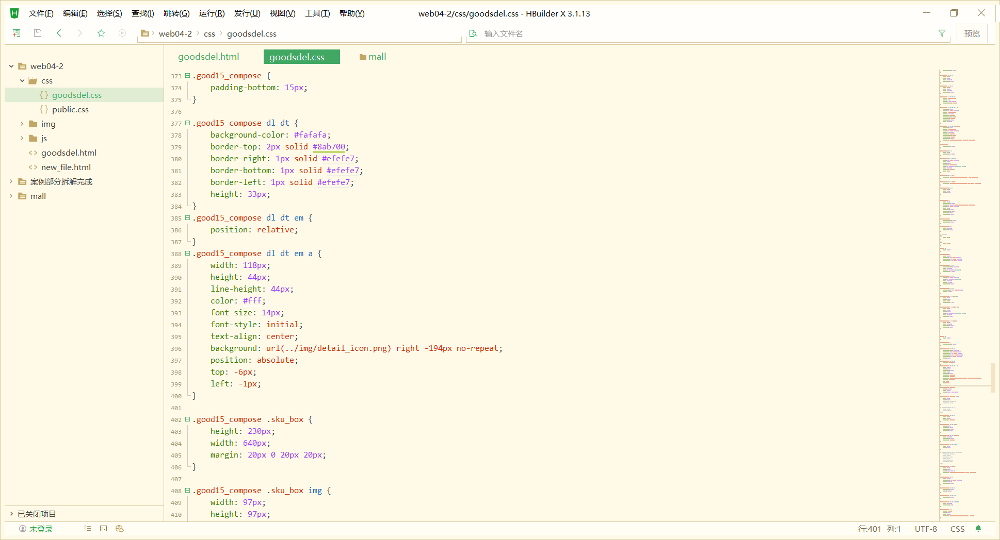 文件(F) 编辑(E) 选择(S) 查找(I) 跳转(G) 运行(R) 发行(U) 视图(V) 工具(T) 帮助(Y) web04-2/css/goodsdel.css - HBuilder X 3.1.13
web04-2 css goodsdel.css 输入文件名 预览
web04-2
css
goodsdel.css
public.css
img
js
goodsdel.html
new_file.html
案例部分拆解完成
mall
已关闭项目
goodsdel.html goodsdel.css mall
373 .good15_compose {
374 padding-bottom: 15px;
375 }
376
377 .good15_compose dl dt {
378 background-color: #fafafa;
379 border-top: 2px solid #8ab700;
380 border-right: 1px solid #efefe7;
381 border-bottom: 1px solid #efefe7;
382 border-left: 1px solid #efefe7;
383 height: 33px;
384 }
385 .good15_compose dl dt em {
386 position: relative;
387 }
388 .good15_compose dl dt em a {
389 width: 118px;
390 height: 44px;
391 line-height: 44px;
392 color: #fff;
393 font-size: 14px;
394 font-style: initial;
395 text-align: center;
396 background: url(../img/detail_icon.png) right -194px no-repeat;
397 position: absolute;
398 top: -6px;
399 left: -1px;
400 }
401
402 .good15_compose .sku_box {
403 height: 230px;
404 width: 640px;
405 margin: 20px 0 20px 20px;
406 }
407
408 .good15_compose .sku_box img {
409 width: 97px;
410 height: 97px;
未登录 行:401 列:1 UTF-8 CSS